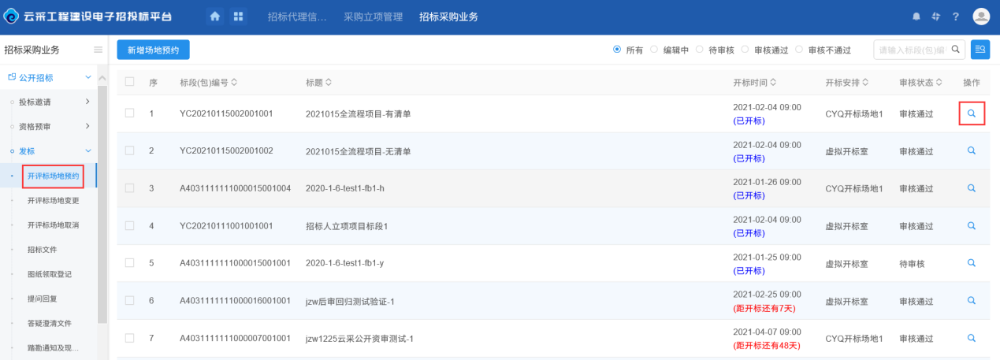 云采工程建设电子招投标平台
招标代理信... 采购立项管理 招标采购业务
招标采购业务
新增场地预约
所有 编辑中 待审核 审核通过 审核不通过
请输入标段(包)编
公开招标
投标邀请
资格预审
发标
开评标场地预约
开评标场地变更
开评标场地取消
招标文件
图纸领取登记
提问回复
答疑澄清文件
踏勘通知及现...
序 标段(包)编号 标题 开标时间 开标安排 审核状态 操作
1 YC20210115002001001 2021015全流程项目-有清单 2021-02-04 09:00 CYQ开标场地1 审核通过
(已开标)
2 YC20210115002001002 2021015全流程项目-无清单 2021-02-04 09:00 虚拟开标室 审核通过
(已开标)
3 A4031111111000015001004 2020-1-6-test1-fb1-h 2021-01-26 09:00 CYQ开标场地1 审核通过
(已开标)
4 YC20210111001001001 招标人立项项目标段1 2021-02-04 09:00 虚拟开标室 审核通过
(已开标)
5 A4031111111000015001001 2020-1-6-test1-fb1-y 2021-01-25 09:00 虚拟开标室 待审核
(已开标)
6 A4031111111000016001001 jzw后审回归测试验证-1 2021-02-25 09:00 虚拟开标室 审核通过
(距开标还有7天)
7 A4031111111000007001001 jzw1225云采公开资审测试-1 2021-04-07 09:00 CYQ开标场地1 审核通过
(距开标还有48天)